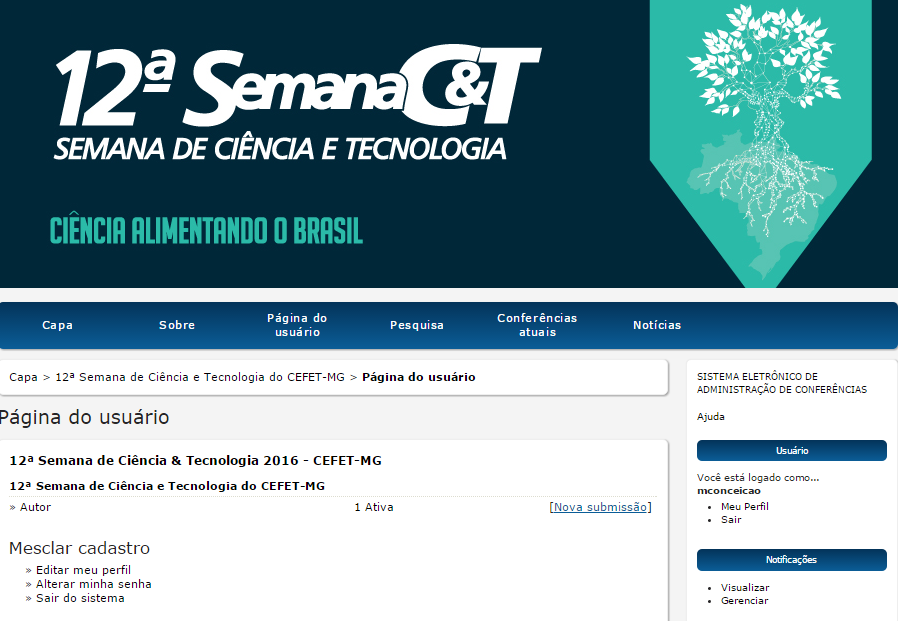 12ª SemanaC&T
SEMANA DE CIÊNCIA E TECNOLOGIA
CIÊNCIA ALIMENTANDO O BRASIL
Capa
Sobre
Página do
usuário
Pesquisa
Conferências
atuais
Notícias
Capa > 12ª Semana de Ciência e Tecnologia do CEFET-MG > Página do usuário
Página do usuário
12ª Semana de Ciência & Tecnologia 2016 - CEFET-MG
12ª Semana de Ciência e Tecnologia do CEFET-MG
» Autor 1 Ativa [Nova submissão]
Mesclar cadastro
» Editar meu perfil
» Alterar minha senha
» Sair do sistema
SISTEMA ELETRÔNICO DE
ADMINISTRAÇÃO DE CONFERÊNCIAS
Ajuda
Usuário
Você está logado como...
mconceicao
• Meu Perfil
• Sair
Notificações
• Visualizar
• Gerenciar